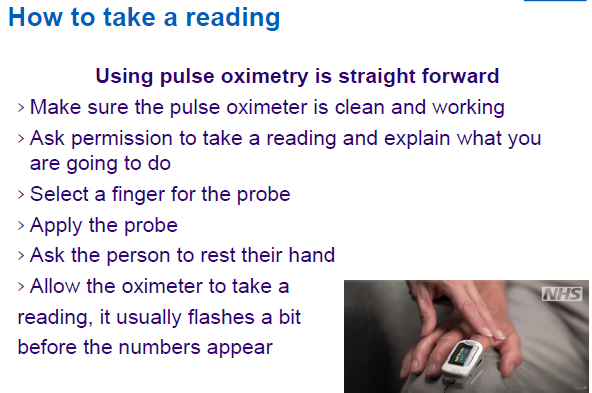 How to take a reading
Using pulse oximetry is straight forward
> Make sure the pulse oximeter is clean and working
> Ask permission to take a reading and explain what you
are going to do
> Select a finger for the probe
> Apply the probe
> Ask the person to rest their hand
> Allow the oximeter to take a
reading, it usually flashes a bit
before the numbers appear
NHS